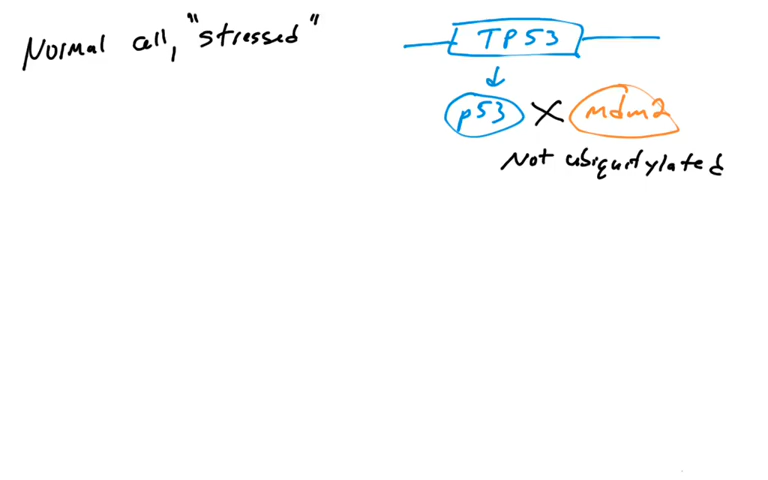 Normal cell, "stressed"
TP53
p53 X mdm2
Not ubiquitylated